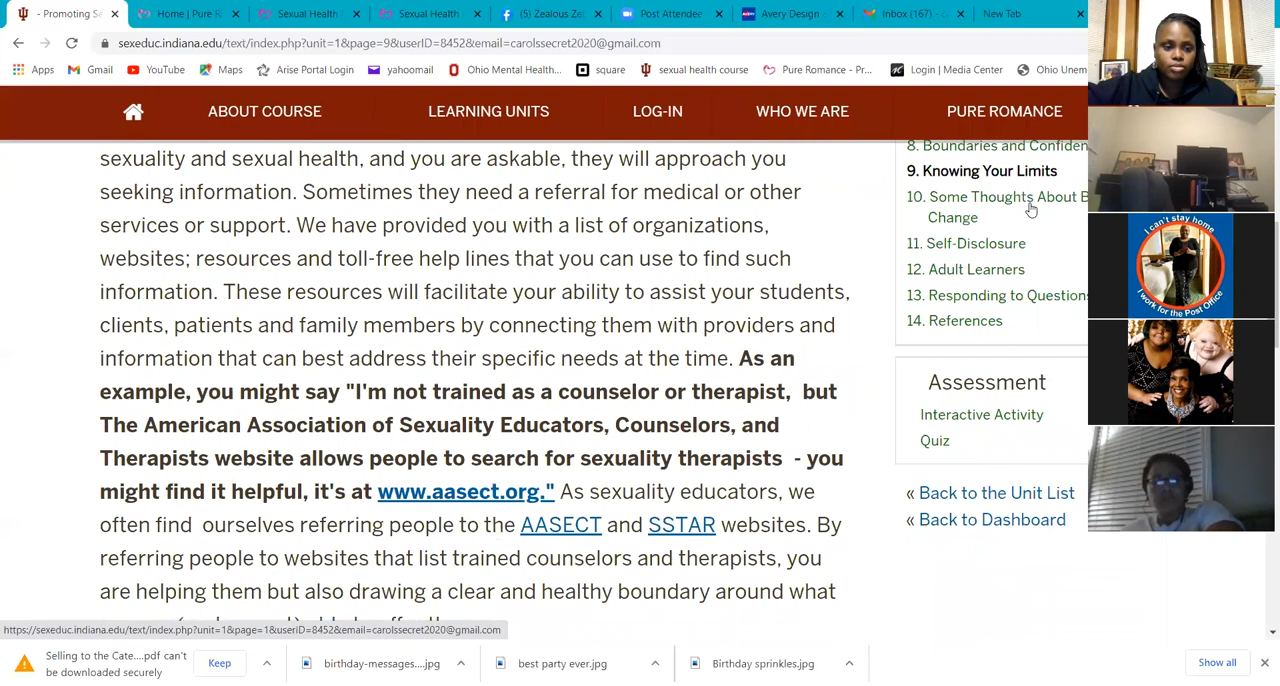 - Promoting Se
Home | Pure R
Sexual Health
Sexual Health
(5) Zealous Ze
Post Attendee
Avery Design
Inbox (167) -
New Tab
sexeduc.indiana.edu/text/index.php?unit=1&page=9&userID=8452&email=carolssecret2020@gmail.com
Apps
Gmail
YouTube
Maps
Arise Portal Login
yahoomail
Ohio Mental Health...
square
sexual health course
Pure Romance - Pr...
Login | Media Center
Ohio Unem
ABOUT COURSE
LEARNING UNITS
LOG-IN
WHO WE ARE
PURE ROMANCE
sexuality and sexual health, and you are askable, they will approach you
seeking information. Sometimes they need a referral for medical or other
services or support. We have provided you with a list of organizations,
websites; resources and toll-free help lines that you can use to find such
information. These resources will facilitate your ability to assist your students,
clients, patients and family members by connecting them with providers and
information that can best address their specific needs at the time. As an
example, you might say "I'm not trained as a counselor or therapist, but
The American Association of Sexuality Educators, Counselors, and
Therapists website allows people to search for sexuality therapists - you
might find it helpful, it's at www.aasect.org." As sexuality educators, we
often find ourselves referring people to the AASECT and SSTAR websites. By
referring people to websites that list trained counselors and therapists, you
are helping them but also drawing a clear and healthy boundary around what
8. Boundaries and Confiden
9. Knowing Your Limits
10. Some Thoughts About B
Change
11. Self-Disclosure
12. Adult Learners
13. Responding to Questions
14. References
Assessment
Interactive Activity
Quiz
« Back to the Unit List
« Back to Dashboard
I can't stay home
I work for the Post Office
https://sexeduc.indiana.edu/text/index.php?unit=1&page=1&userID=8452&email=carolssecret2020@gmail.com
Selling to the Cate....pdf can't
be downloaded securely
Keep
birthday-messages....jpg
best party ever.jpg
Birthday sprinkles.jpg
Show all